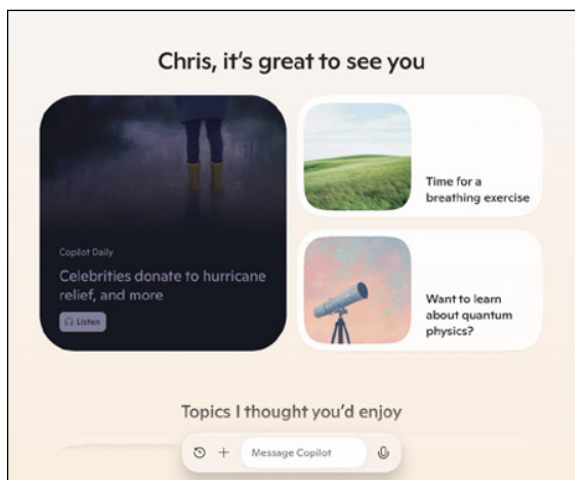 Chris, it's great to see you
Copilot Daily
Celebrities donate to hurricane
relief, and more
Listen
Time for a
breathing exercise
Want to learn
about quantum
physics?
Topics I thought you'd enjoy
Message Copilot